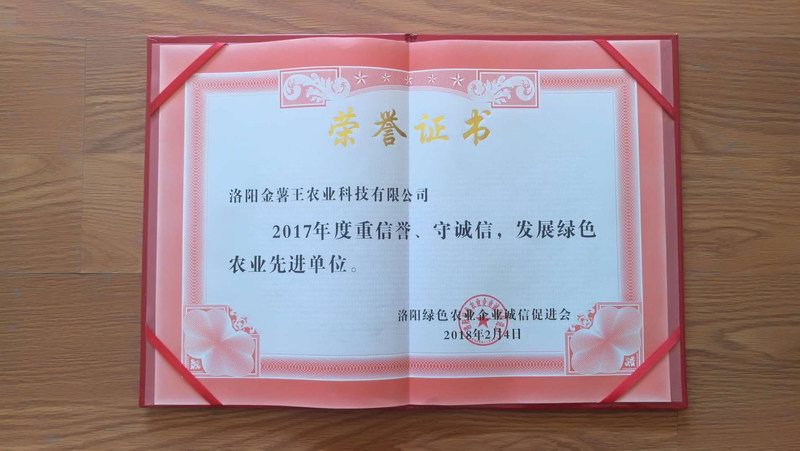 荣誉证书
洛阳金薯王农业科技有限公司
2017年度重信誉、守诚信，发展绿色
农业先进单位。
洛阳绿色农业企业诚信促进会
2018年2月4日